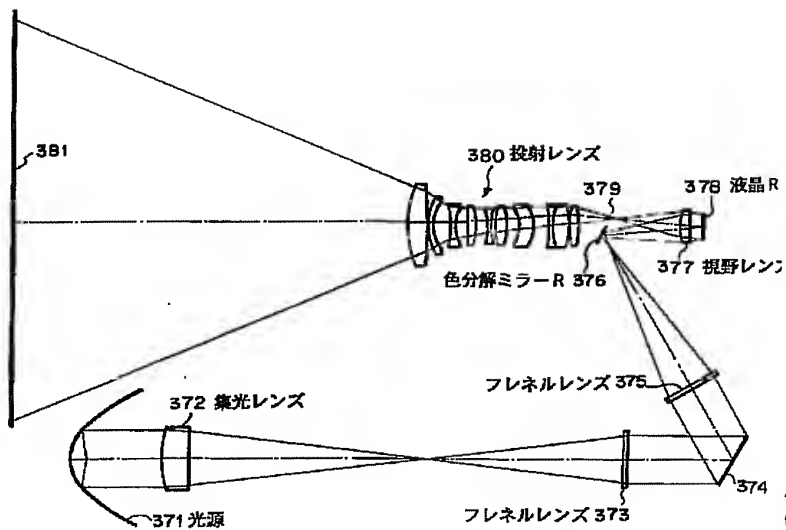 381
380 投射レンズ
379
378 液晶R
377 視野レン
色分解ミラーR 376
フレネルレンズ 375
372 集光レンズ
374
371 光源
フレネルレンズ 373